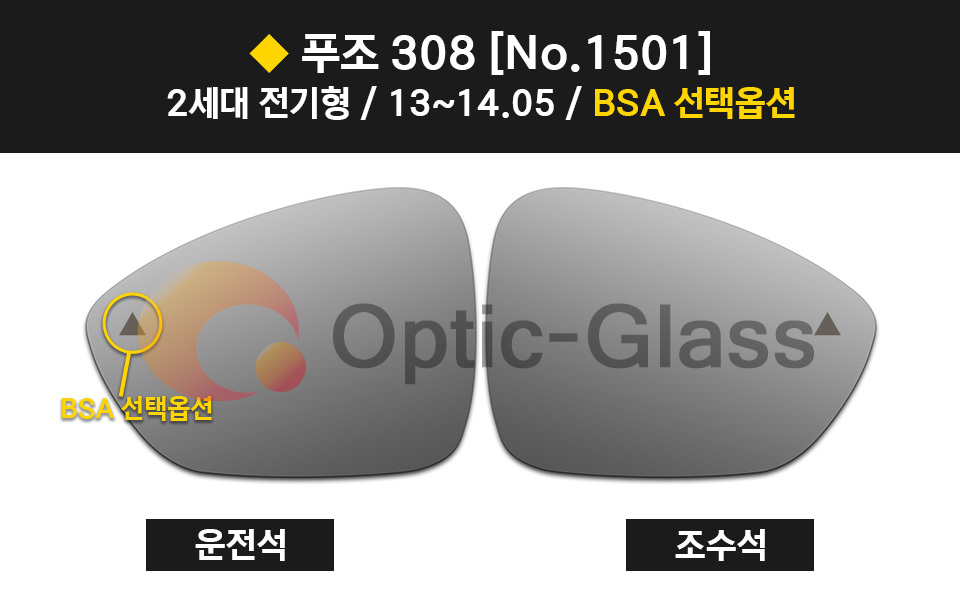 ◆ 푸조 308 [No.1501]
2세대 전기형 / 13~14.05 / BSA 선택옵션
Optic-Glass
BSA 선택옵션
운전석
조수석